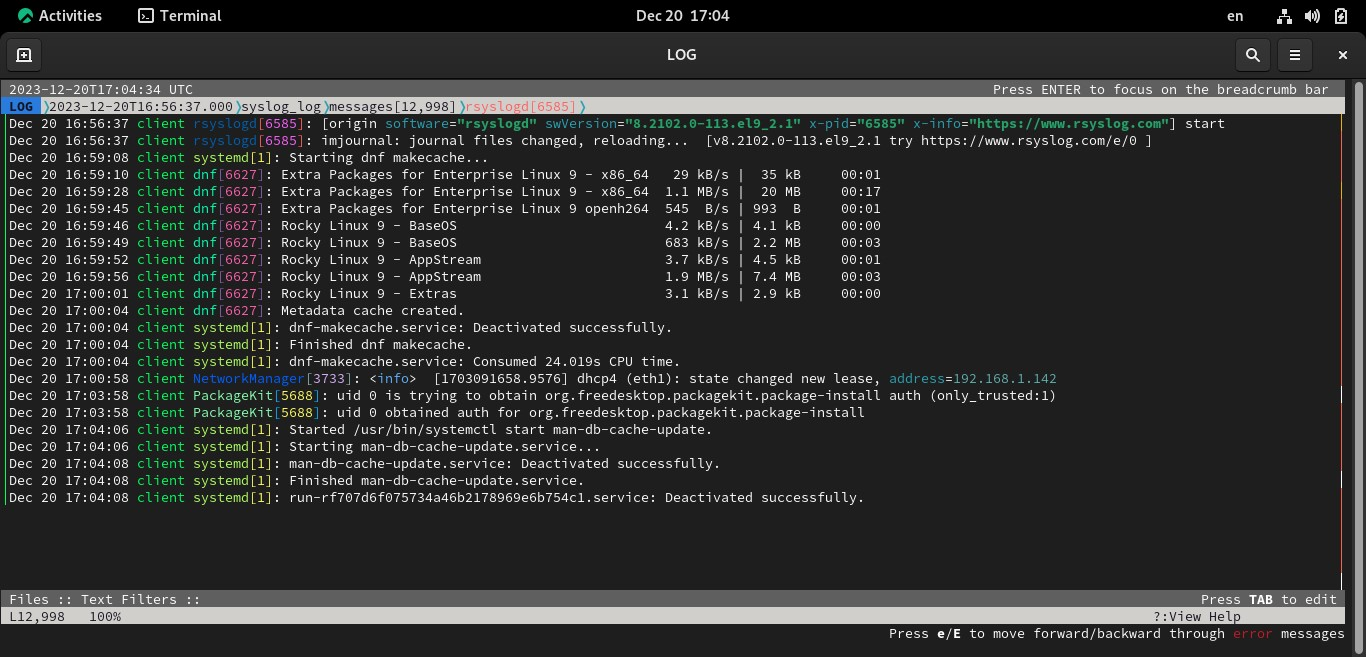 Activities Terminal Dec 20 17:04 en
LOG
2023-12-20T17:04:34 UTC Press ENTER to focus on the breadcrumb bar
LOG ⟩2023-12-20T16:56:37.000⟩syslog_log⟩messages[12,998]⟩rsyslogd[6585]⟩
Dec 20 16:56:37 client rsyslogd[6585]: [origin software="rsyslogd" swVersion="8.2102.0-113.el9_2.1" x-pid="6585" x-info="https://www.rsyslog.com"] start
Dec 20 16:56:37 client rsyslogd[6585]: imjournal: journal files changed, reloading...  [v8.2102.0-113.el9_2.1 try https://www.rsyslog.com/e/0 ]
Dec 20 16:59:08 client systemd[1]: Starting dnf makecache...
Dec 20 16:59:10 client dnf[6627]: Extra Packages for Enterprise Linux 9 - x86_64   29 kB/s |  35 kB     00:01
Dec 20 16:59:28 client dnf[6627]: Extra Packages for Enterprise Linux 9 - x86_64  1.1 MB/s |  20 MB     00:17
Dec 20 16:59:45 client dnf[6627]: Extra Packages for Enterprise Linux 9 openh264  545  B/s | 993  B     00:01
Dec 20 16:59:46 client dnf[6627]: Rocky Linux 9 - BaseOS                          4.2 kB/s | 4.1 kB     00:00
Dec 20 16:59:49 client dnf[6627]: Rocky Linux 9 - BaseOS                          683 kB/s | 2.2 MB     00:03
Dec 20 16:59:52 client dnf[6627]: Rocky Linux 9 - AppStream                       3.7 kB/s | 4.5 kB     00:01
Dec 20 16:59:56 client dnf[6627]: Rocky Linux 9 - AppStream                       1.9 MB/s | 7.4 MB     00:03
Dec 20 17:00:01 client dnf[6627]: Rocky Linux 9 - Extras                          3.1 kB/s | 2.9 kB     00:00
Dec 20 17:00:04 client dnf[6627]: Metadata cache created.
Dec 20 17:00:04 client systemd[1]: dnf-makecache.service: Deactivated successfully.
Dec 20 17:00:04 client systemd[1]: Finished dnf makecache.
Dec 20 17:00:04 client systemd[1]: dnf-makecache.service: Consumed 24.019s CPU time.
Dec 20 17:00:58 client NetworkManager[3733]: <info>  [1703091658.9576] dhcp4 (eth1): state changed new lease, address=192.168.1.142
Dec 20 17:03:58 client PackageKit[5688]: uid 0 is trying to obtain org.freedesktop.packagekit.package-install auth (only_trusted:1)
Dec 20 17:03:58 client PackageKit[5688]: uid 0 obtained auth for org.freedesktop.packagekit.package-install
Dec 20 17:04:06 client systemd[1]: Started /usr/bin/systemctl start man-db-cache-update.
Dec 20 17:04:06 client systemd[1]: Starting man-db-cache-update.service...
Dec 20 17:04:08 client systemd[1]: man-db-cache-update.service: Deactivated successfully.
Dec 20 17:04:08 client systemd[1]: Finished man-db-cache-update.service.
Dec 20 17:04:08 client systemd[1]: run-rf707d6f075734a46b2178969e6b754c1.service: Deactivated successfully.
Files :: Text Filters :: Press TAB to edit
L12,998 100% ?:View Help
Press e/E to move forward/backward through error messages